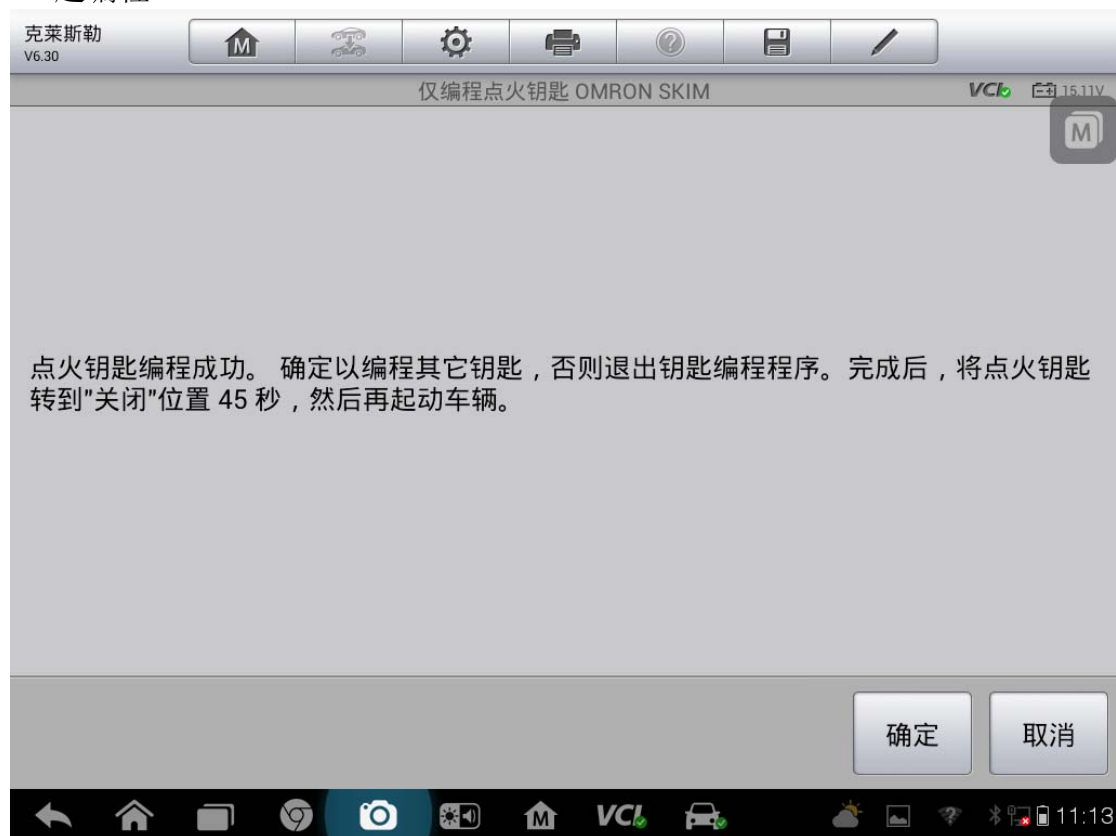 克莱斯勒
V6.30
仅编程点火钥匙 OMRON SKIM
VCI
15.11V
M
点火钥匙编程成功。 确定以编程其它钥匙，否则退出钥匙编程程序。完成后，将点火钥匙
转到"关闭"位置 45 秒，然后再起动车辆。
确定
取消
M
VCI
11:13